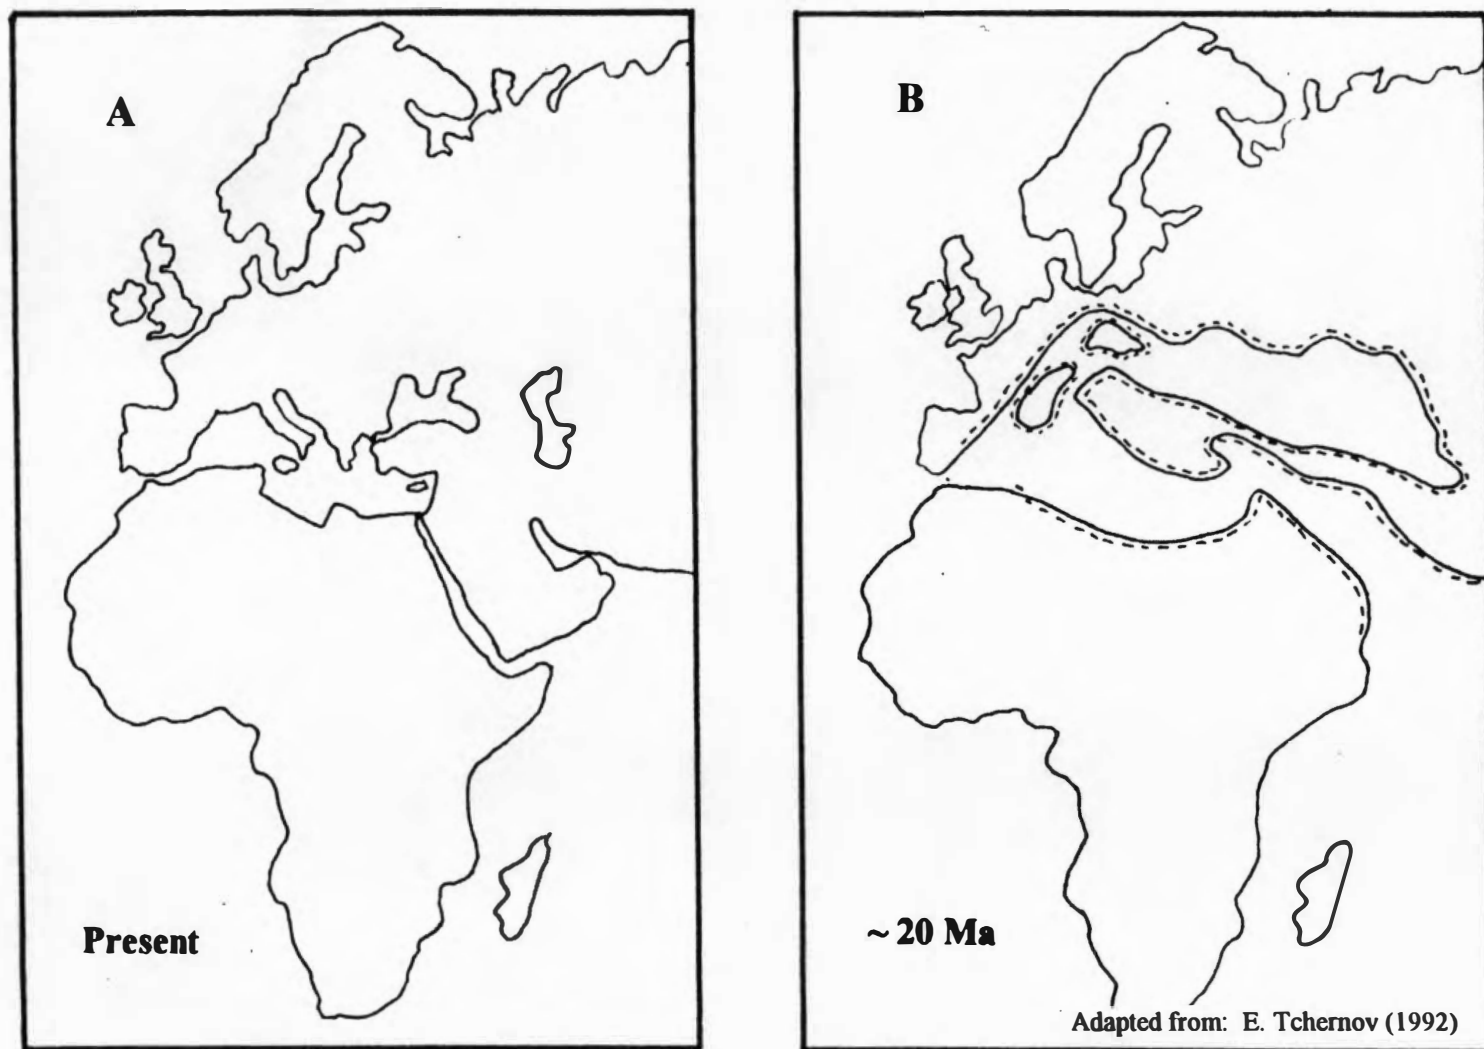 A
B
Present
~ 20 Ma
Adapted from: E. Tchernov (1992)